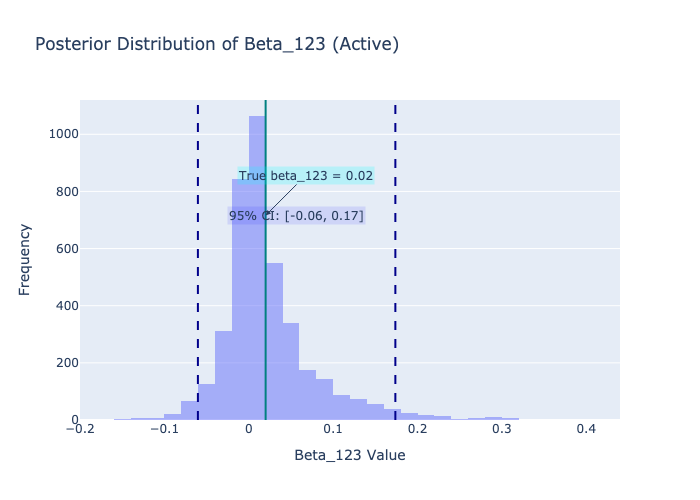 Posterior Distribution of Beta_123 (Active)
1000
800
600
400
200
0
Frequency
True beta_123 = 0.02
95% CI: [-0.06, 0.17]
−0.2
−0.1
0
0.1
0.2
0.3
0.4
Beta_123 Value